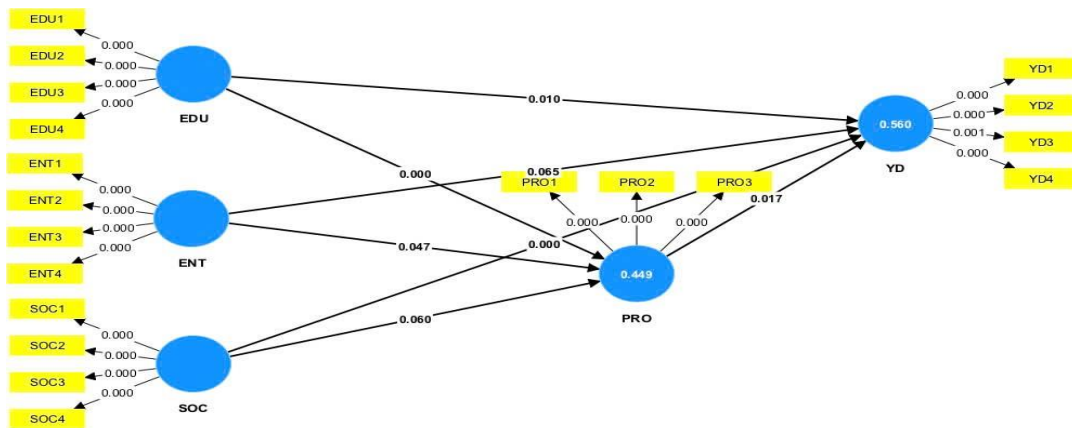 EDU1
0.000
EDU2
0.000
EDU3
0.000
EDU4
0.000
EDU
ENT1
0.000
ENT2
0.000
ENT3
0.000
ENT4
0.000
ENT
SOC1
0.000
SOC2
0.000
SOC3
0.000
SOC4
0.000
SOC
0.010
0.065
0.000
0.047
0.000
0.060
0.017
PRO1
PRO2
PRO3
0.000
0.000
0.000
0.449
PRO
0.560
YD
YD1
0.000
YD2
0.000
YD3
0.001
YD4
0.000